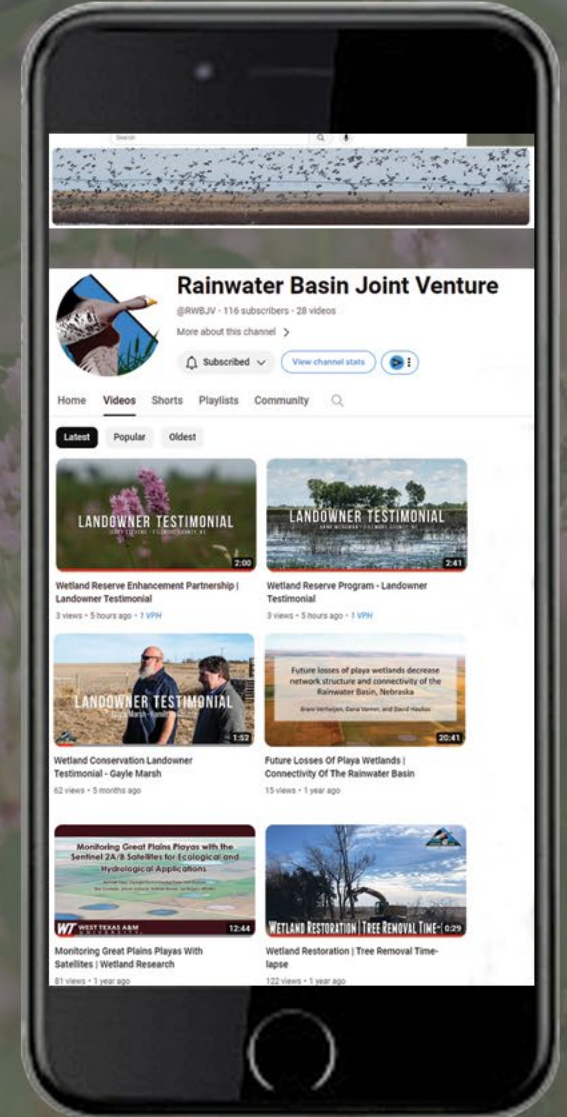 Search
Rainwater Basin Joint Venture
@RWBJV · 116 subscribers · 28 videos
More about this channel >
Subscribed
View channel stats
Home Videos Shorts Playlists Community
Latest Popular Oldest
LANDOWNER TESTIMONIAL
2:00
Wetland Reserve Enhancement Partnership |
Landowner Testimonial
3 views • 5 hours ago • 1 VPH
LANDOWNER TESTIMONIAL
2:41
Wetland Reserve Program - Landowner
Testimonial
3 views • 5 hours ago • 1 VPH
LANDOWNER TESTIMONIAL
Gayle Marsh -
1:52
Wetland Conservation Landowner
Testimonial - Gayle Marsh
62 views • 5 months ago
Future losses of playa wetlands decrease
network structure and connectivity of the
Rainwater Basin, Nebraska
Bram Verheijen, Dana Varner, and David Haukos
20:41
Future Losses Of Playa Wetlands |
Connectivity Of The Rainwater Basin
15 views • 1 year ago
Monitoring Great Plains Playas with the
Sentinel 2A/B Satellites for Ecological and
Hydrological Applications
WT WEST TEXAS A&M
UNIVERSITY
12:44
Monitoring Great Plains Playas With
Satellites | Wetland Research
81 views • 1 year ago
WETLAND RESTORATION | TREE REMOVAL TIME-
0:29
Wetland Restoration | Tree Removal Time-
lapse
122 views • 1 year ago